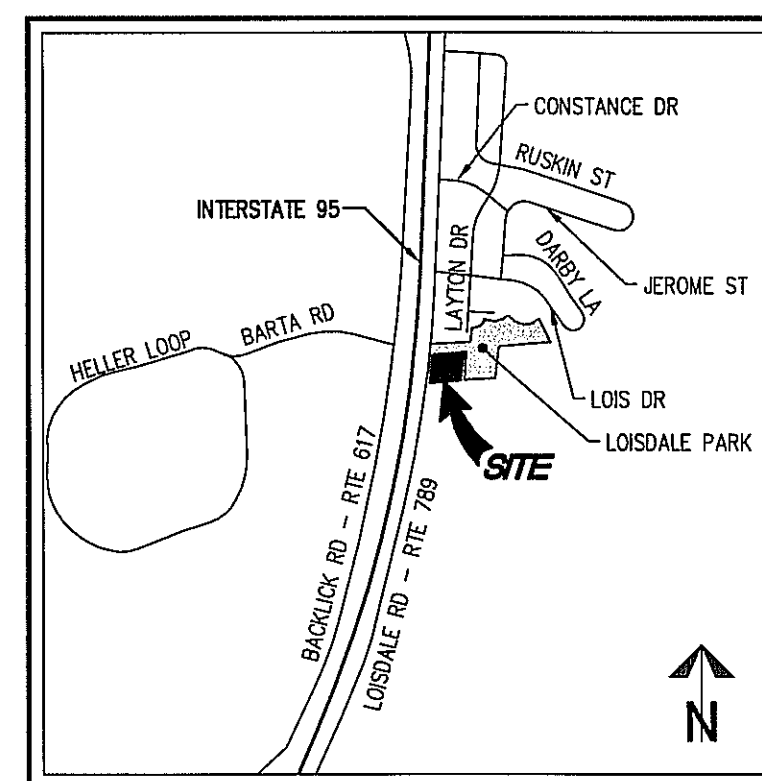 CONSTANCE DR
RUSKIN ST
INTERSTATE 95
LAYTON DR
DARBY LA
JEROME ST
HELLER LOOP
BARTA RD
LOIS DR
LOISDALE PARK
SITE
BACKLICK RD - RTE 617
LOISDALE RD - RTE 789
N